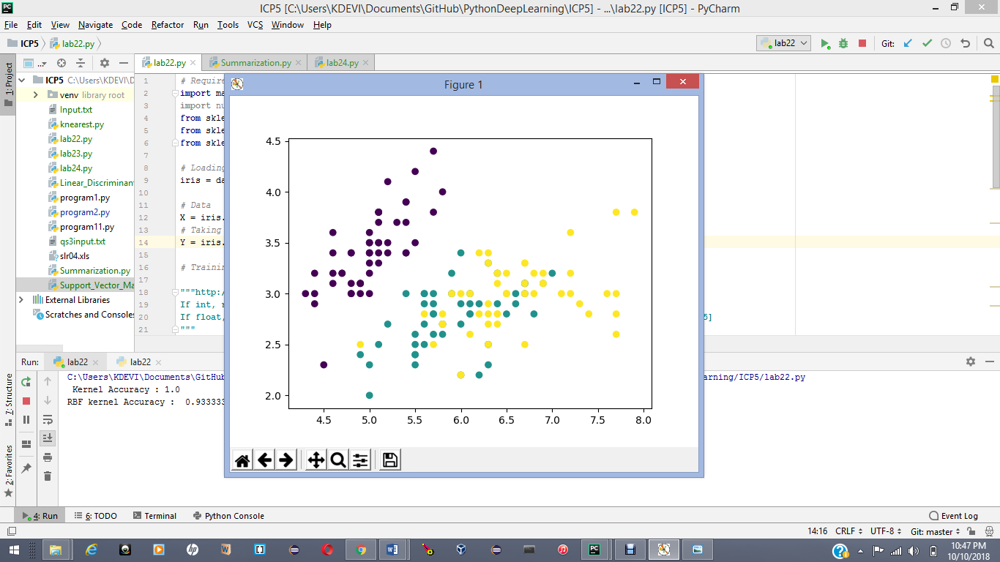 ICP5 [C:\Users\KDEVI\Documents\GitHub\PythonDeepLearning\ICP5] - ...\lab22.py [ICP5] - PyCharm
File Edit View Navigate Code Refactor Run Tools VCS Window Help
ICP5 lab22.py lab22 Git:
1: Project
lab22.py Summarization.py lab24.py
ICP5 C:\Users\KDEVI\D
venv library root
Input.txt
knearest.py
lab22.py
lab23.py
lab24.py
Linear_Discriminant
program1.py
program2.py
program11.py
qs3input.txt
slr04.xls
Summarization.py
Support_Vector_Ma
External Libraries
Scratches and Consoles
1 # Require
2 import ma
3 import nu
4 from skle
5 from skle
6 from skle
7
8 # Loading
9 iris = da
10
11 # Data
12 X = iris.
13 # Taking
14 Y = iris.
15
16 # Trainin
17
18 """http:/
19 If int, r
20 If float, 5]
21 """
Figure 1
4.5
4.0
3.5
3.0
2.5
2.0
4.5 5.0 5.5 6.0 6.5 7.0 7.5 8.0
Run: lab22 lab22
C:\Users\KDEVI\Documents\GitHub arning/ICP5/lab22.py
Kernel Accuracy : 1.0
RBF kernel Accuracy : 0.933333
7: Structure
2: Favorites
4: Run 6: TODO Terminal Python Console Event Log
14:16 CRLF UTF-8 Git: master
10:47 PM
10/10/2018